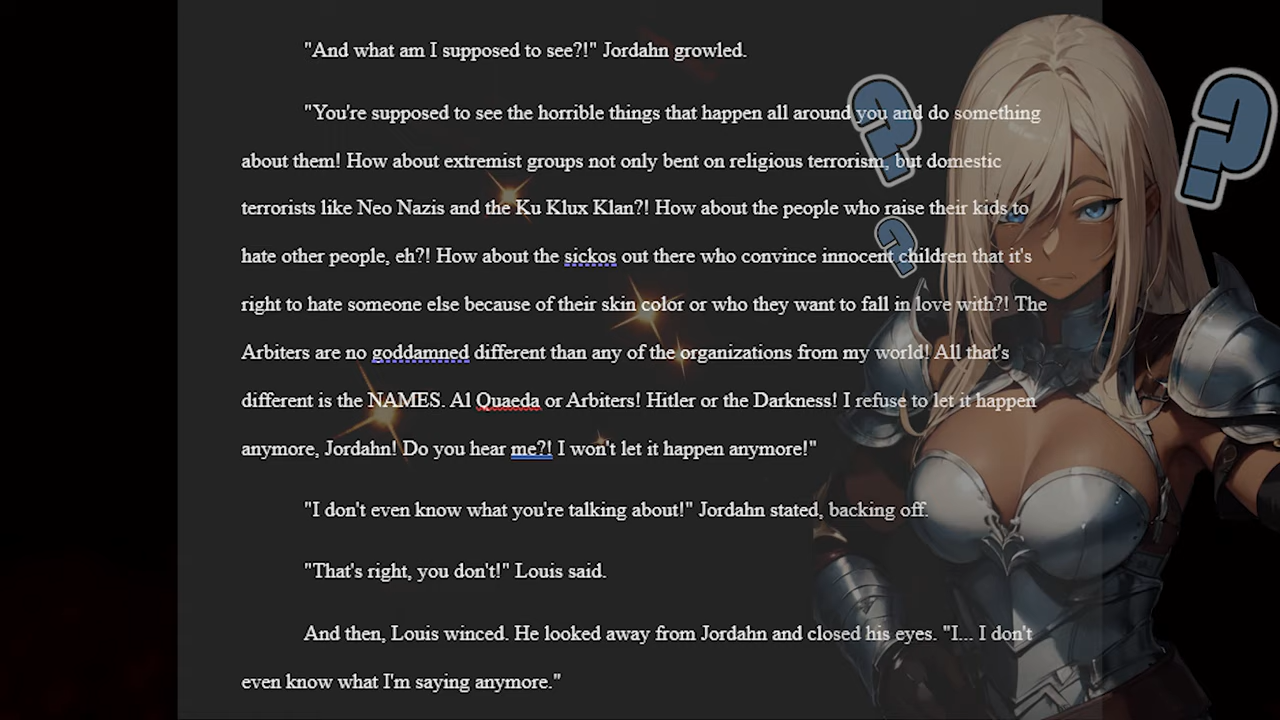 "And what am I supposed to see?!" Jordahn growled.
"You're supposed to see the horrible things that happen all around you and do something
about them! How about extremist groups not only bent on religious terrorism, but domestic
terrorists like Neo Nazis and the Ku Klux Klan?! How about the people who raise their kids to
hate other people, eh?! How about the sickos out there who convince innocent children that it's
right to hate someone else because of their skin color or who they want to fall in love with?! The
Arbiters are no goddamned different than any of the organizations from my world! All that's
different is the NAMES. Al Quaeda or Arbiters! Hitler or the Darkness! I refuse to let it happen
anymore, Jordahn! Do you hear me?! I won't let it happen anymore!"
"I don't even know what you're talking about!" Jordahn stated, backing off.
"That's right, you don't!" Louis said.
And then, Louis winced. He looked away from Jordahn and closed his eyes. "I... I don't
even know what I'm saying anymore."